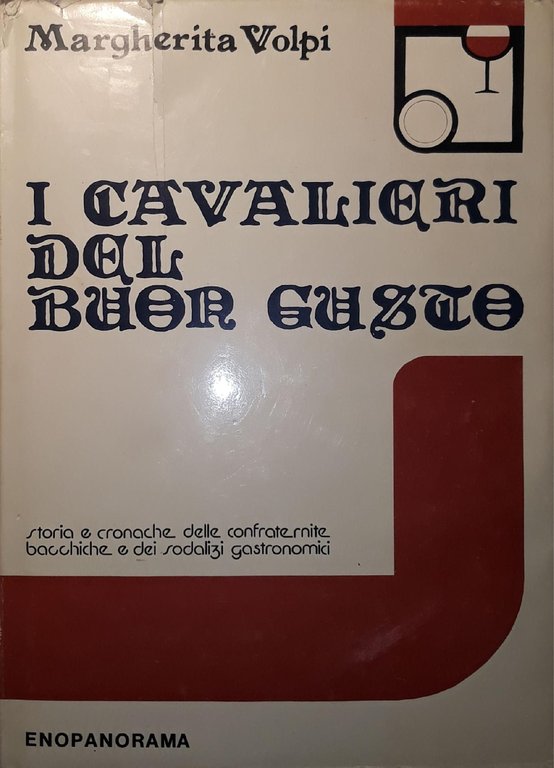 Margherita Volpi
I CAVALIERI
DEL
BUON GUSTO
storia e cronache delle confraternite
bacchiche e dei sodalizi gastronomici
ENOPANORAMA